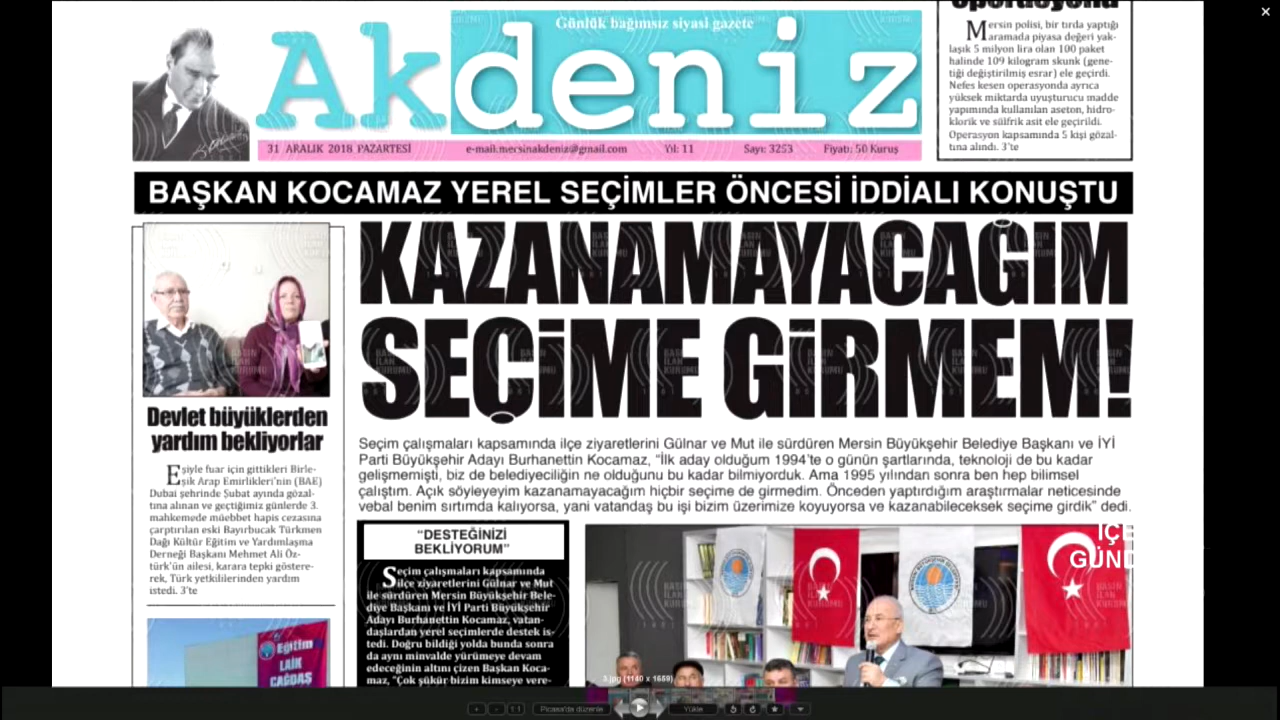 operasyonu
Günlük bağımsız siyasi gazete
Akdeniz
Mersin polisi, bir tırda yaptığı
aramada piyasa değeri yak-
laşık 5 milyon lira olan 100 paket
halinde 109 kilogram skunk (gene-
tiği değiştirilmiş esrar) ele geçirdi.
Nefes kesen operasyonda ayrıca
yüksek miktarda uyuşturucu madde
yapımında kullanılan aseton, hidro-
klorik ve sülfrik asit ele geçirildi.
Operasyon kapsamında 5 kişi gözal-
tına alındı. 3'te
31 ARALIK 2018 PAZARTESİ e-mail:mersinakdeniz@gmail.com Yıl: 11 Sayı: 3253 Fiyatı: 50 Kuruş
BAŞKAN KOCAMAZ YEREL SEÇİMLER ÖNCESİ İDDİALI KONUŞTU
KAZANAMAYACAĞIM
SEÇİME GİRMEM!
Seçim çalışmaları kapsamında ilçe ziyaretlerini Gülnar ve Mut ile sürdüren Mersin Büyükşehir Belediye Başkanı ve İYİ
Parti Büyükşehir Adayı Burhanettin Kocamaz, "İlk aday olduğum 1994'te o günün şartlarında, teknoloji de bu kadar
gelişmemişti, biz de belediyeciliğin ne olduğunu bu kadar bilmiyorduk. Ama 1995 yılından sonra ben hep bilimsel
çalıştım. Açık söyleyeyim kazanamayacağım hiçbir seçime de girmedim. Önceden yaptırdığım araştırmalar neticesinde
vebal benim sırtımda kalıyorsa, yani vatandaş bu işi bizim üzerimize koyuyorsa ve kazanabileceksek seçime girdik" dedi.
Devlet büyüklerden
yardım bekliyorlar
Eşiyle fuar için gittikleri Birle-
şik Arap Emirlikleri'nin (BAE)
Dubai şehrinde Şubat ayında gözal-
tına alınan ve geçtiğimiz günlerde 3.
mahkemede müebbet hapis cezasına
çarptırılan eski Bayırbucak Türkmen
Dağı Kültür Eğitim ve Yardımlaşma
Derneği Başkanı Mehmet Ali Öz-
türk'ün ailesi, karara tepki göstere-
rek, Türk yetkililerinden yardım
istedi. 3'te
Eğitim
LAİK
ÇAĞDAŞ
"DESTEĞİNİZİ
BEKLİYORUM"
Seçim çalışmaları kapsamında
ilçe ziyaretlerini Gülnar ve Mut
ile sürdüren Mersin Büyükşehir Bele-
diye Başkanı ve İYİ Parti Büyükşehir
Adayı Burhanettin Kocamaz, vatan-
daşlardan yerel seçimlerde destek is-
tedi. Doğru bildiği yolda bunda sonra
da aynı minvalde yürümeye devam
edeceğinin altını çizen Başkan Koca-
maz, "Çok şükür bizim kimseye vere-
İÇE
GÜND
3.jpg (1140 x 1659)
1:1 Picasa'da düzenle Yükle